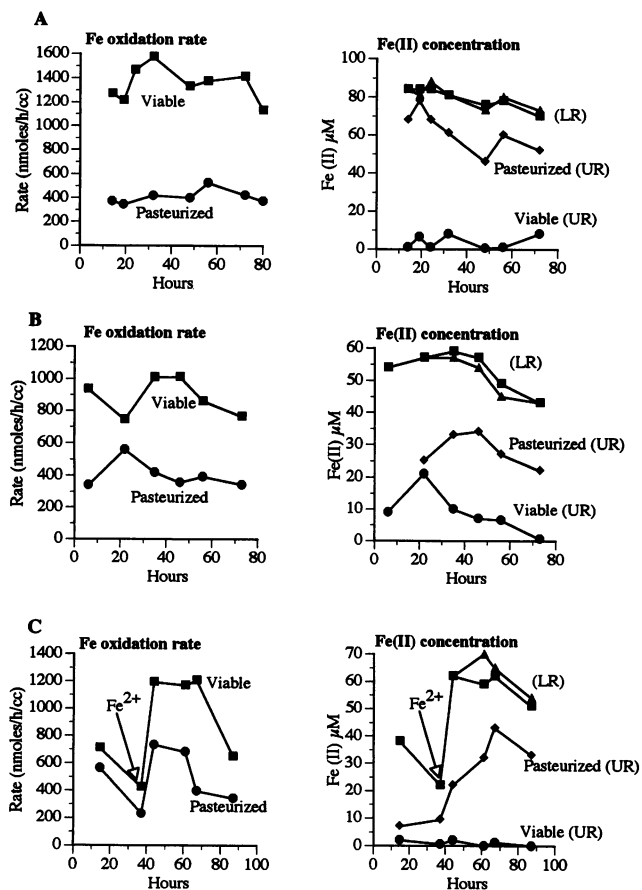 A
Fe oxidation rate
Rate (nmoles/h/cc)
1600
1400
1200
1000
800
600
400
200
0
Viable
Pasteurized
0 20 40 60 80
Hours
Fe(II) concentration
Fe (II) µM
100
80
60
40
20
0
(LR)
Pasteurized (UR)
Viable (UR)
0 20 40 60 80
Hours
B
Fe oxidation rate
Rate (nmoles/h/cc)
1200
1000
800
600
400
200
0
Viable
Pasteurized
0 20 40 60 80
Hours
Fe(II) concentration
Fe(II) µM
60
50
40
30
20
10
0
(LR)
Pasteurized (UR)
Viable (UR)
0 20 40 60 80
Hours
C
Fe oxidation rate
Rate (nmoles/h/cc)
1400
1200
1000
800
600
400
200
0
Fe2+
Viable
Pasteurized
0 20 40 60 80 100
Hours
Fe(II) concentration
Fe (II) µM
70
60
50
40
30
20
10
0
Fe2+
(LR)
Pasteurized (UR)
Viable (UR)
0 20 40 60 80 100
Hours